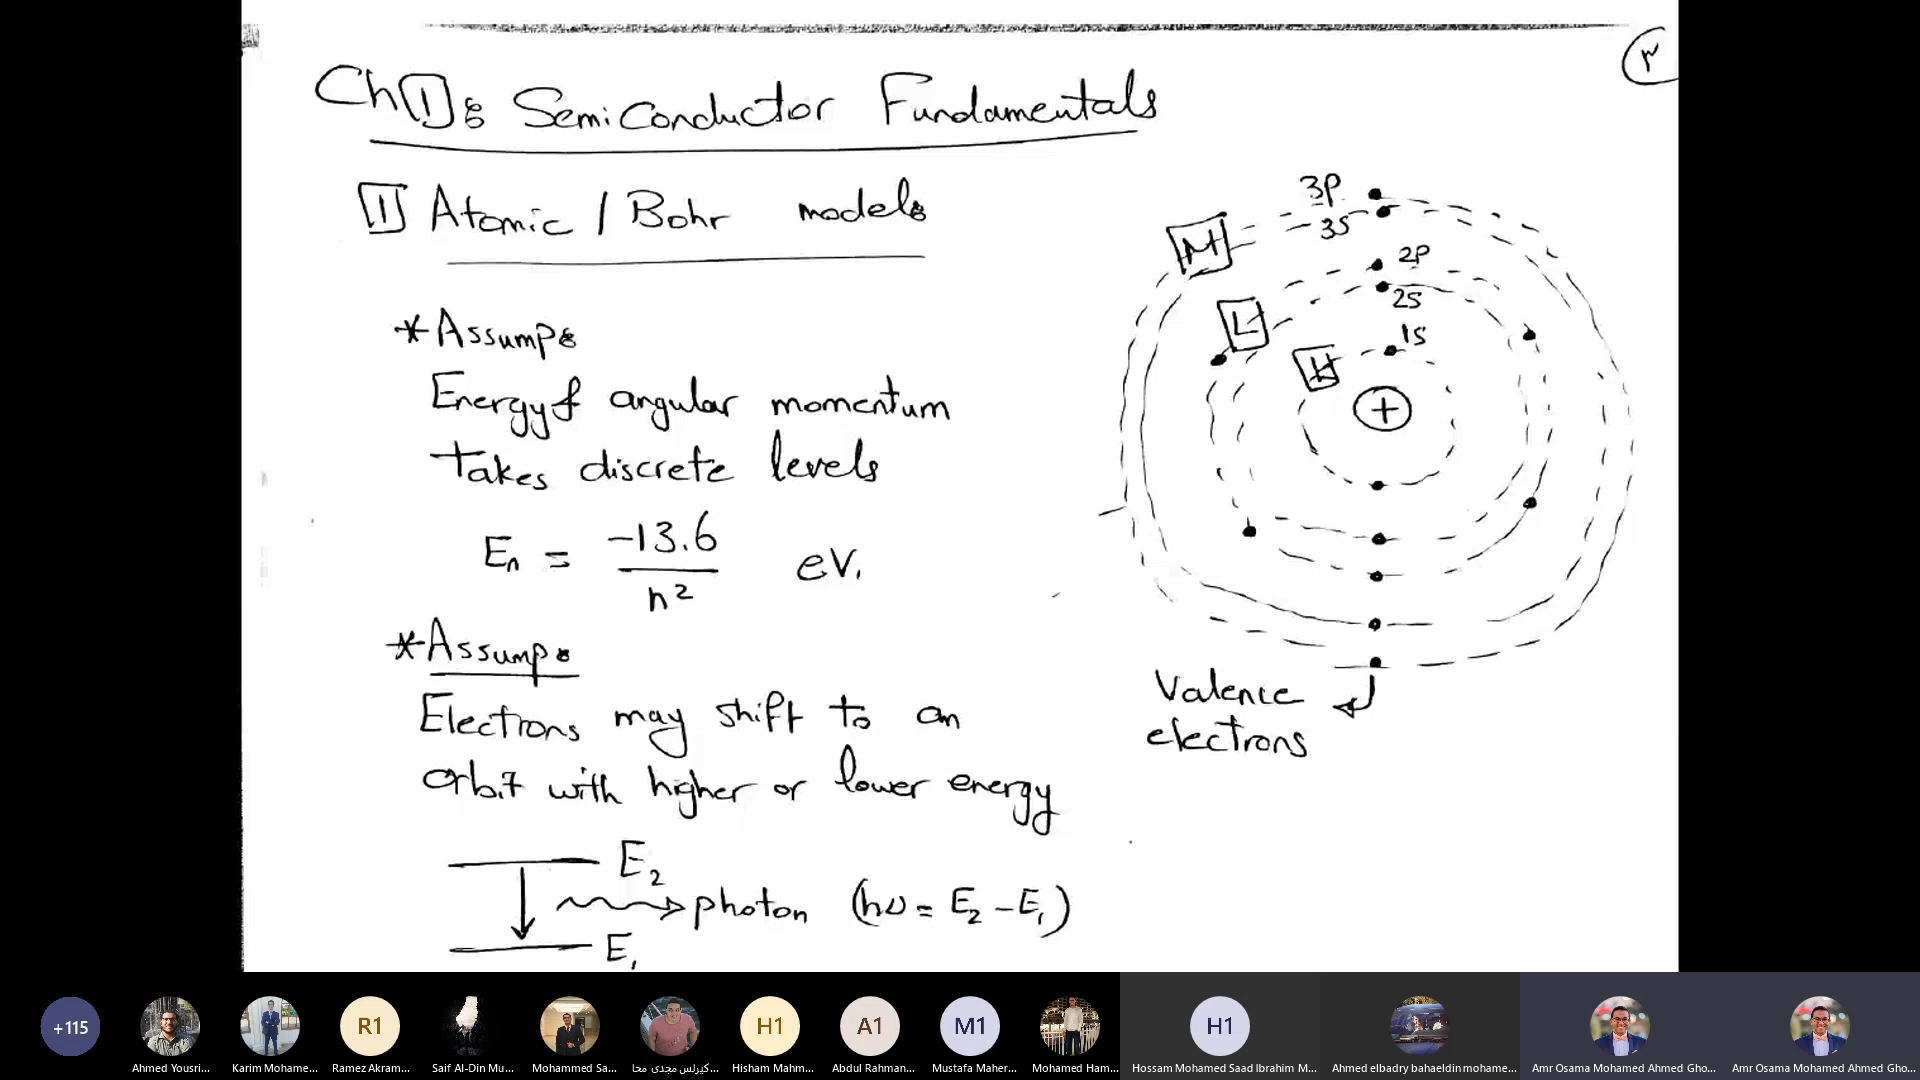 ٣
Ch 1: Semiconductor Fundamentals
1 Atomic / Bohr models
*Assump:
Energy & angular momentum
takes discrete levels
En = -13.6 / n² eV.
*Assump:
Electrons may shift to an
orbit with higher or lower energy
E2
photon (hυ = E2 - E1)
E1
3P
M
3S
2P
2S
L
1S
K
+
Valence
electrons
+115
Ahmed Yousri...
Karim Mohame...
R1
Ramez Akram...
Saif Al-Din Mu...
Mohammed Sa...
كيرلس مجدى محا...
H1
Hisham Mahm...
A1
Abdul Rahman...
M1
Mustafa Maher...
Mohamed Ham...
H1
Hossam Mohamed Saad Ibrahim M...
Ahmed elbadry bahaeldin mohame...
Amr Osama Mohamed Ahmed Gho...
Amr Osama Mohamed Ahmed Gho...